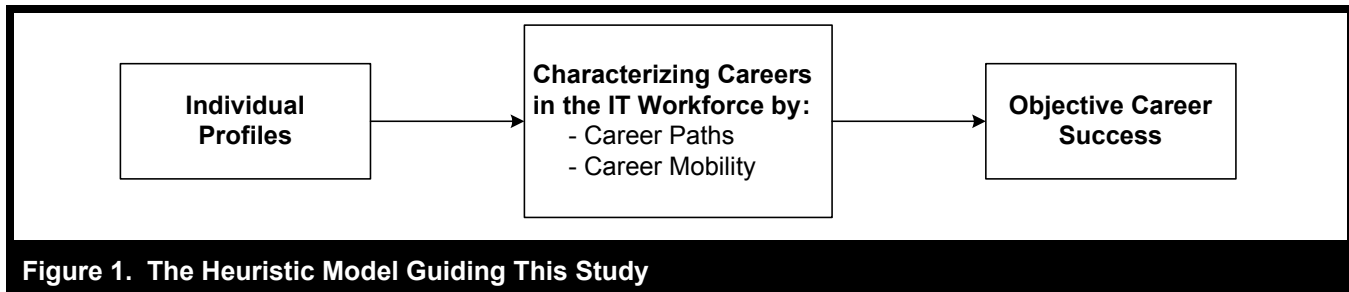 Individual
Profiles
Characterizing Careers
in the IT Workforce by:
- Career Paths
- Career Mobility
Objective Career
Success
Figure 1. The Heuristic Model Guiding This Study